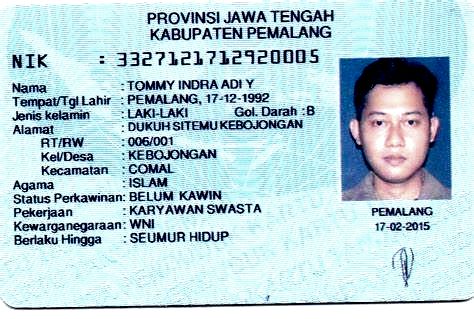 PROVINSI JAWA TENGAH
KABUPATEN PEMALANG
NIK : 3327121712920005
Nama : TOMMY INDRA ADI Y
Tempat/Tgl Lahir : PEMALANG, 17-12-1992
Jenis kelamin : LAKI-LAKI Gol. Darah : B
Alamat : DUKUH SITEMU KEBOJONGAN
RT/RW : 006/001
Kel/Desa : KEBOJONGAN
Kecamatan : COMAL
Agama : ISLAM
Status Perkawinan: BELUM KAWIN
Pekerjaan : KARYAWAN SWASTA
Kewarganegaraan: WNI
Berlaku Hingga : SEUMUR HIDUP
PEMALANG
17-02-2015